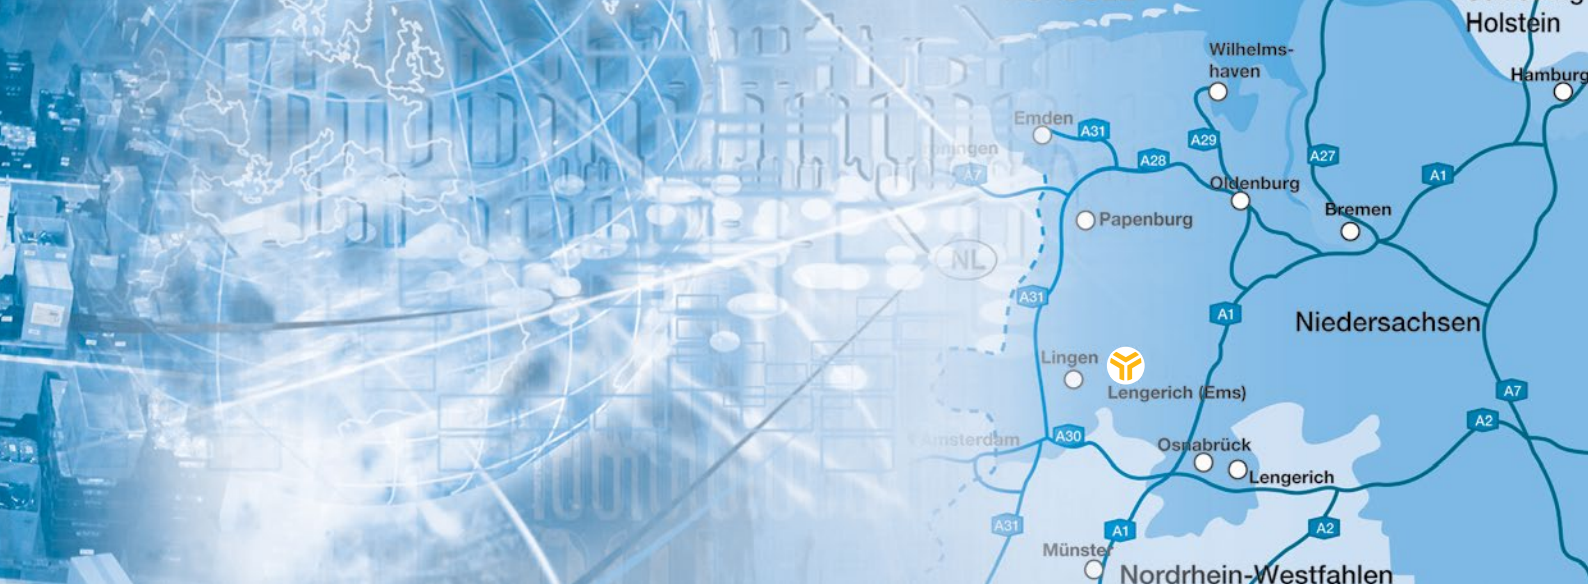 Holstein
Wilhelms-
haven
Hamburg
Emden
A31
A29
A7
A28
A27
A1
Oldenburg
Bremen
Papenburg
NL
A31
A1
Niedersachsen
Lingen
Lengerich (Ems)
A7
A2
A30
Amsterdam
Osnabrück
Lengerich
A31
A1
A2
Münster
Nordrhein-Westfahlen